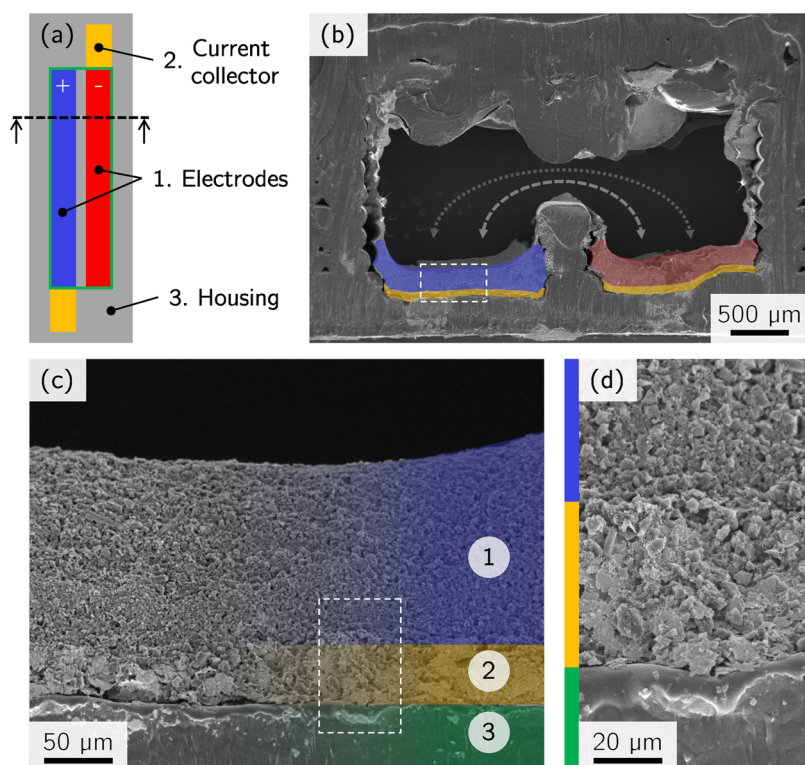 (a)
2. Current
collector
+ -
1. Electrodes
3. Housing
(b)
500 μm
(c)
1
2
3
50 μm
(d)
20 μm